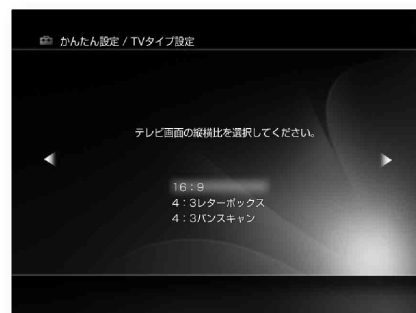 かんたん設定 / TVタイプ設定
テレビ画面の縦横比を選択してください。
16：9
4：3レターボックス
4：3パンスキャン